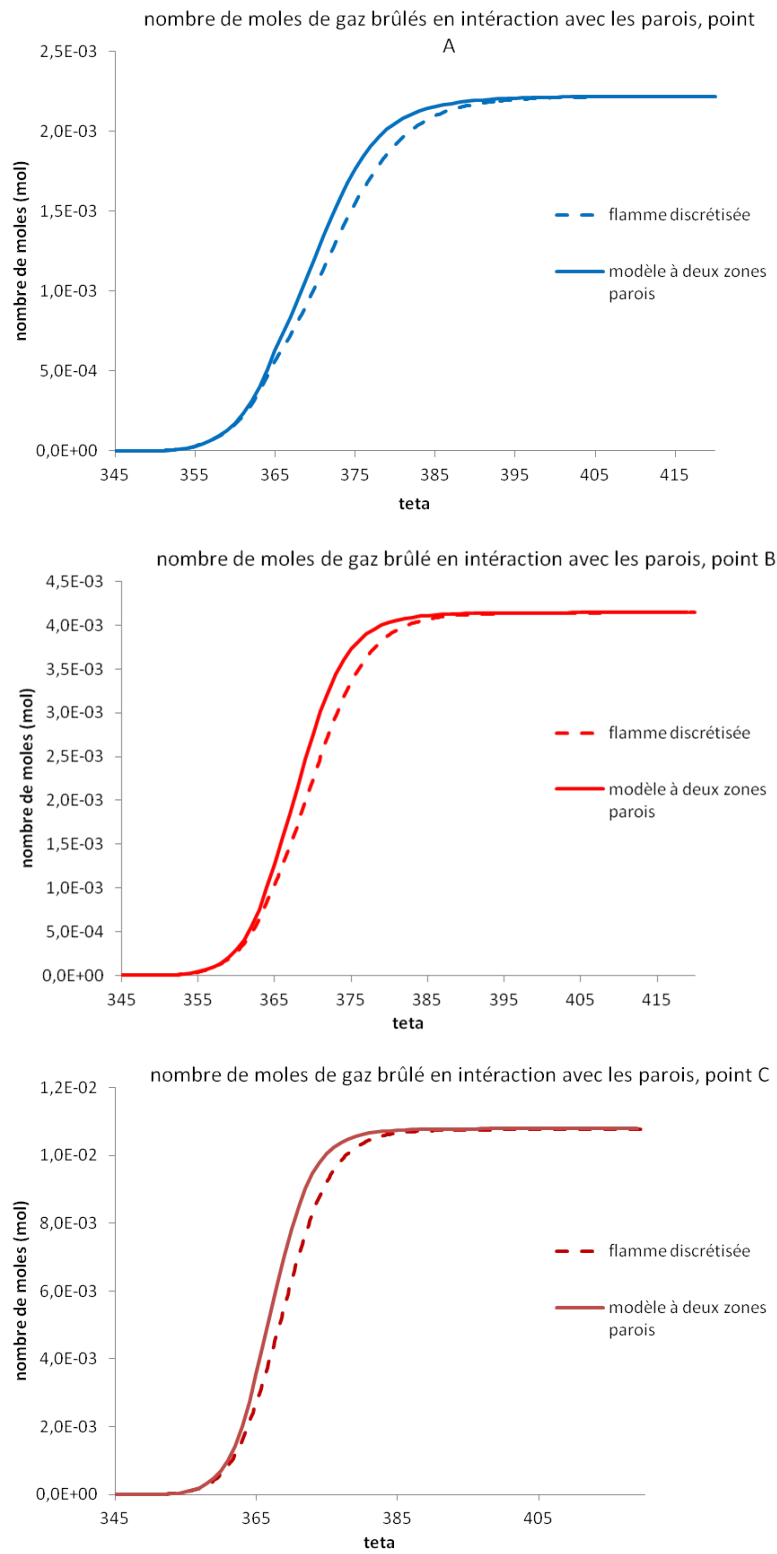 nombre de moles de gaz brûlés en intéraction avec les parois, point
A
2,5E-03
2,0E-03
1,5E-03
1,0E-03
5,0E-04
0,0E+00
nombre de moles (mol)
345 355 365 375 385 395 405 415
teta
flamme discrétisée
modèle à deux zones
parois
nombre de moles de gaz brûlé en intéraction avec les parois, point B
4,5E-03
4,0E-03
3,5E-03
3,0E-03
2,5E-03
2,0E-03
1,5E-03
1,0E-03
5,0E-04
0,0E+00
nombre de moles (mol)
345 355 365 375 385 395 405 415
teta
flamme discrétisée
modèle à deux zones
parois
nombre de moles de gaz brûlé en intéraction avec les parois, point C
1,2E-02
1,0E-02
8,0E-03
6,0E-03
4,0E-03
2,0E-03
0,0E+00
nombre de moles (mol)
345 365 385 405
teta
flamme discrétisée
modèle à deux zones
parois